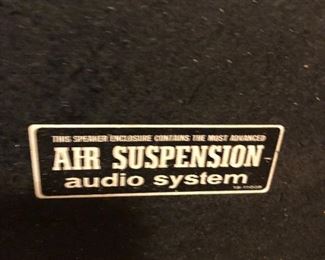 THIS SPEAKER ENCLOSURE CONTAINS THE MOST ADVANCED
AIR SUSPENSION
audio system